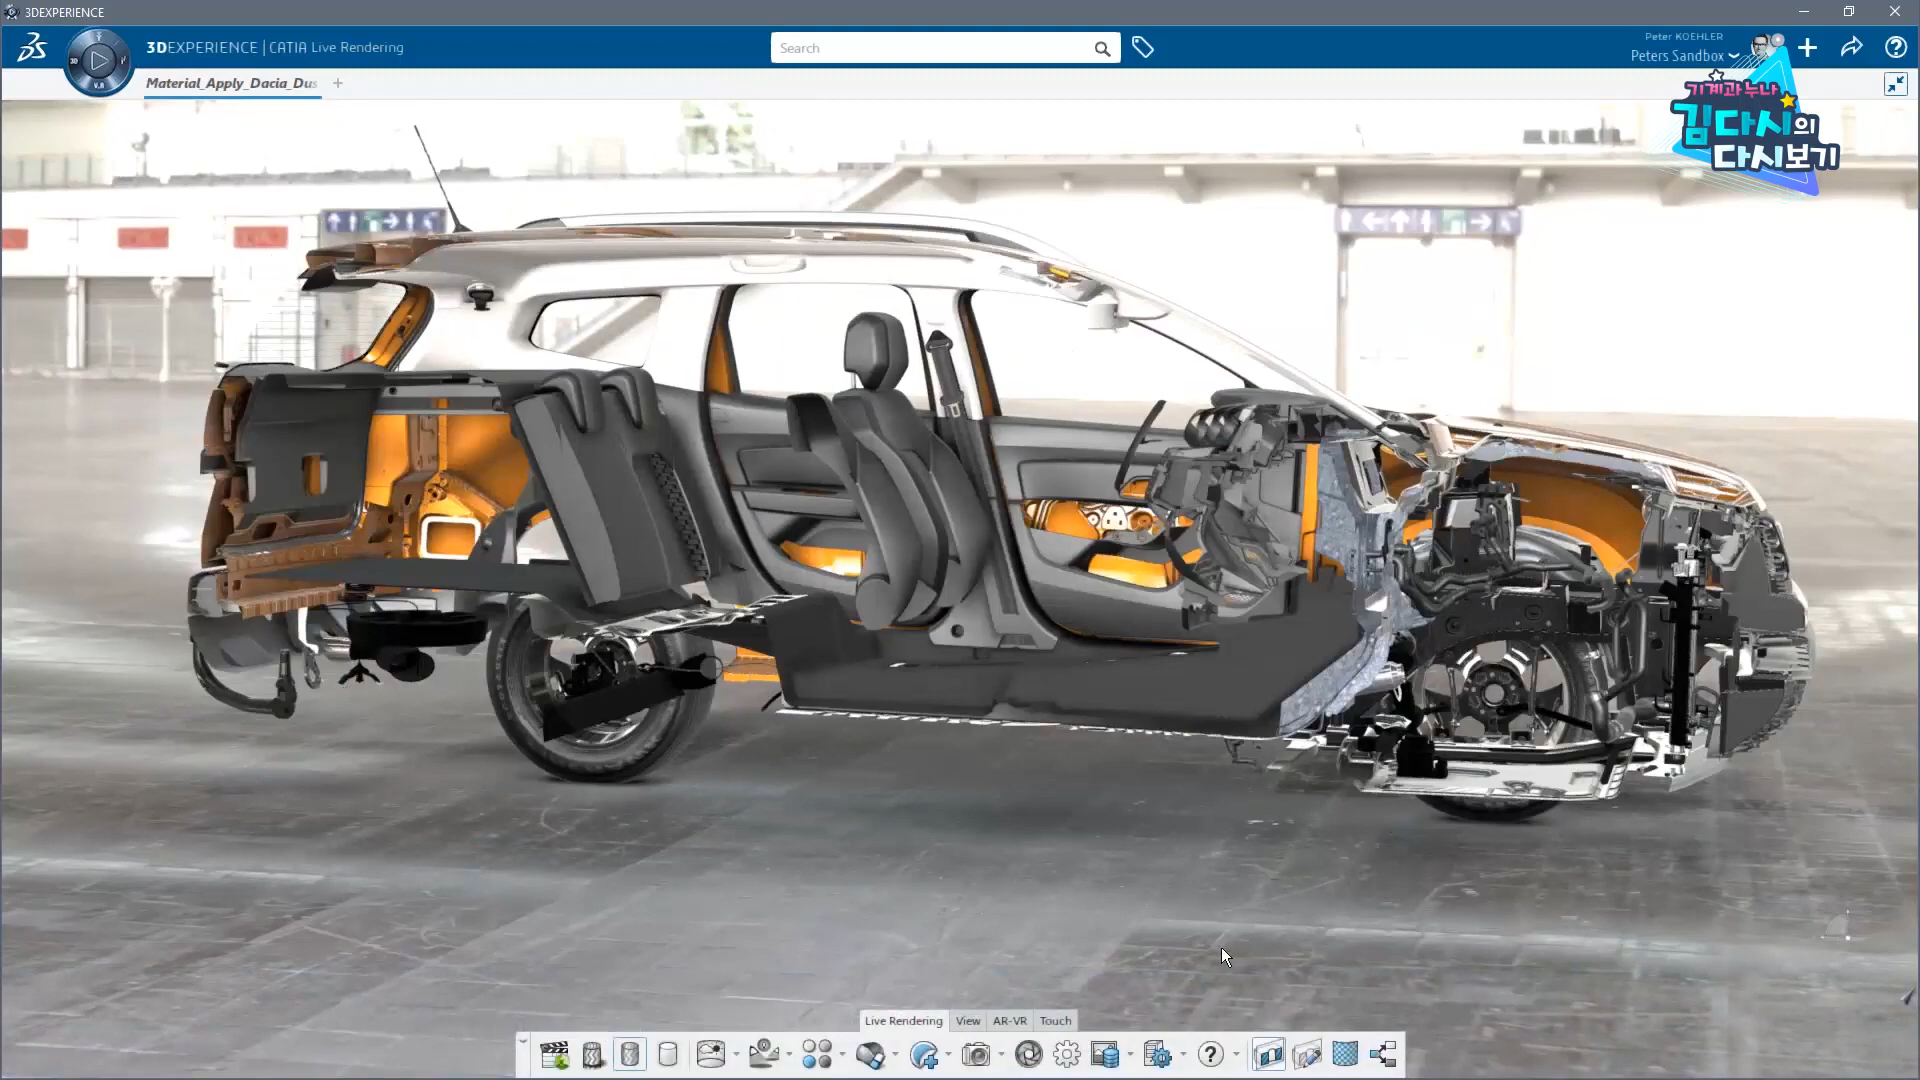 3DEXPERIENCE
3DEXPERIENCE | CATIA Live Rendering
Search
Peter KOEHLER
Peters Sandbox
Material_Apply_Dacia_Dus
기계과 누나
김다시의
다시보기
Live Rendering
View
AR-VR
Touch